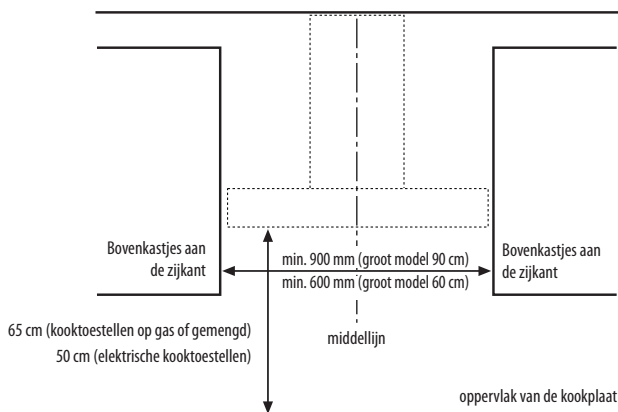 Bovenkastjes aan
de zijkant
min. 900 mm (groot model 90 cm)
min. 600 mm (groot model 60 cm)
Bovenkastjes aan
de zijkant
65 cm (kooktoestellen op gas of gemengd)
50 cm (elektrische kooktoestellen)
middellijn
oppervlak van de kookplaat